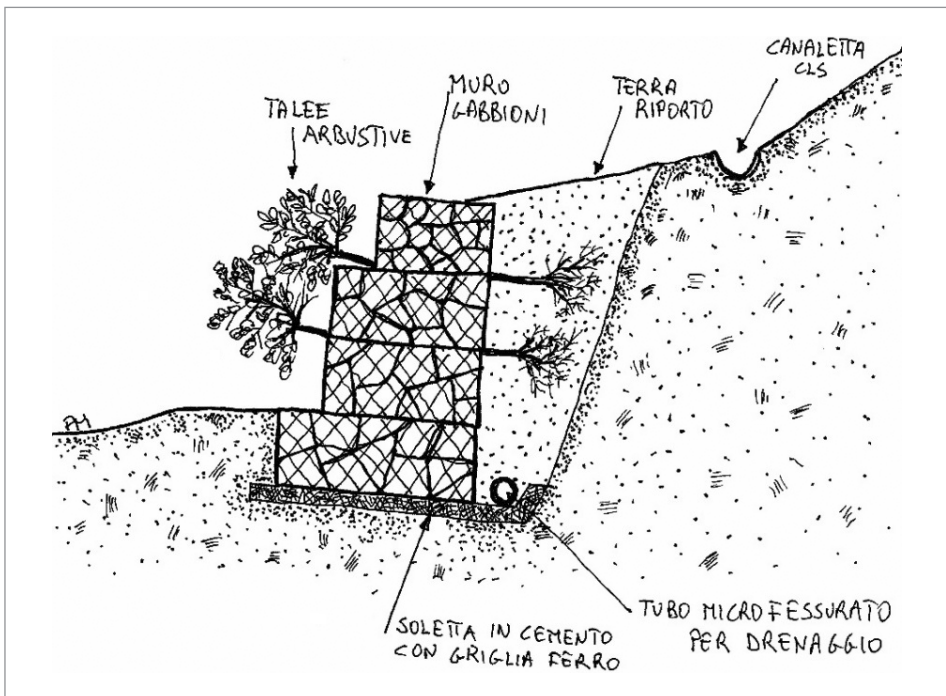 CANALETTA
CLS
MURO
GABBIONI
TERRA
RIPORTO
TALEE
ARBUSTIVE
SOLETTA IN CEMENTO
CON GRIGLIA FERRO
TUBO MICROFESSURATO
PER DRENAGGIO